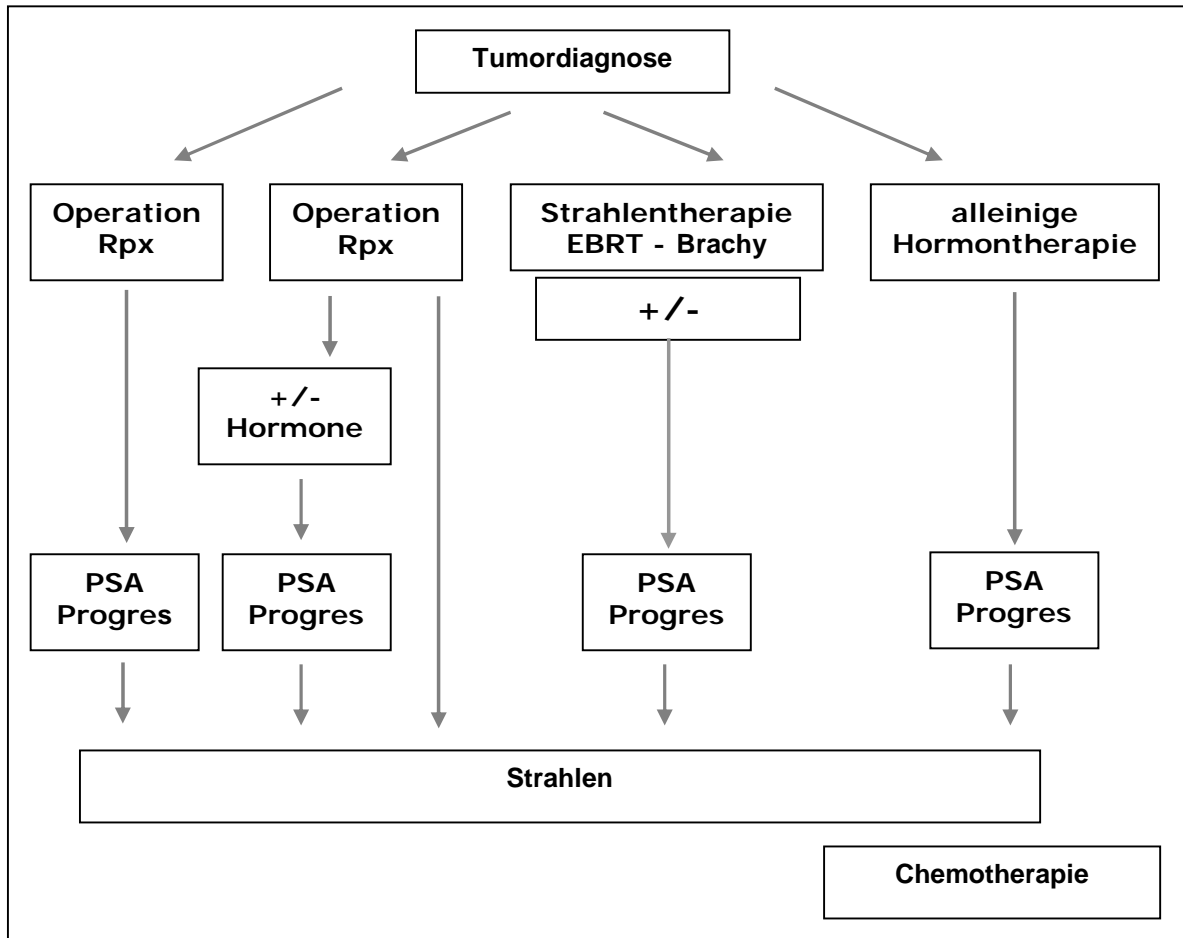 Tumordiagnose
Operation
Rpx
Operation
Rpx
Strahlentherapie
EBRT - Brachy
alleinige
Hormontherapie
+/-
+/-
Hormone
PSA
Progres
PSA
Progres
PSA
Progres
PSA
Progres
Strahlen
Chemotherapie